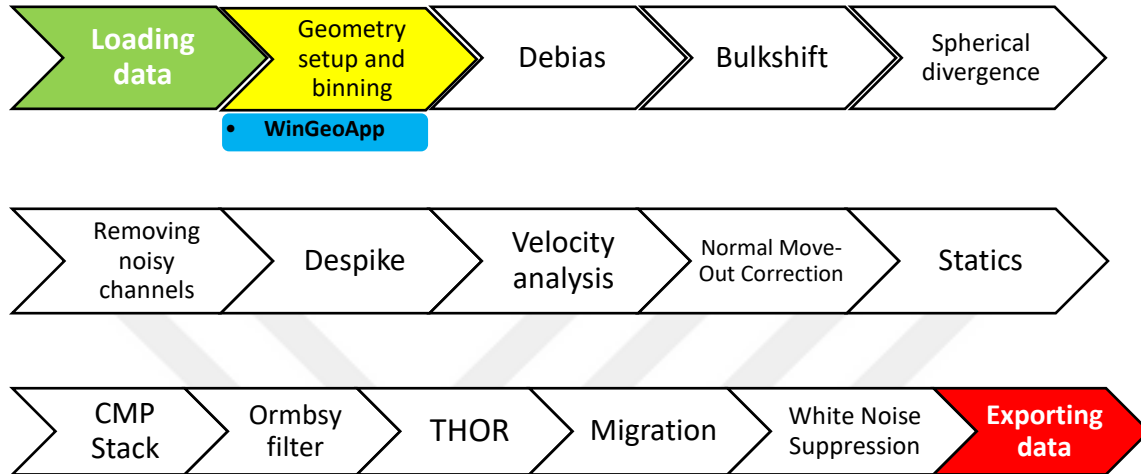 Loading
data
Geometry
setup and
binning
Debias
Bulkshift
Spherical
divergence
• WinGeoApp
Removing
noisy
channels
Despike
Velocity
analysis
Normal Move-
Out Correction
Statics
CMP
Stack
Ormbsy
filter
THOR
Migration
White Noise
Suppression
Exporting
data